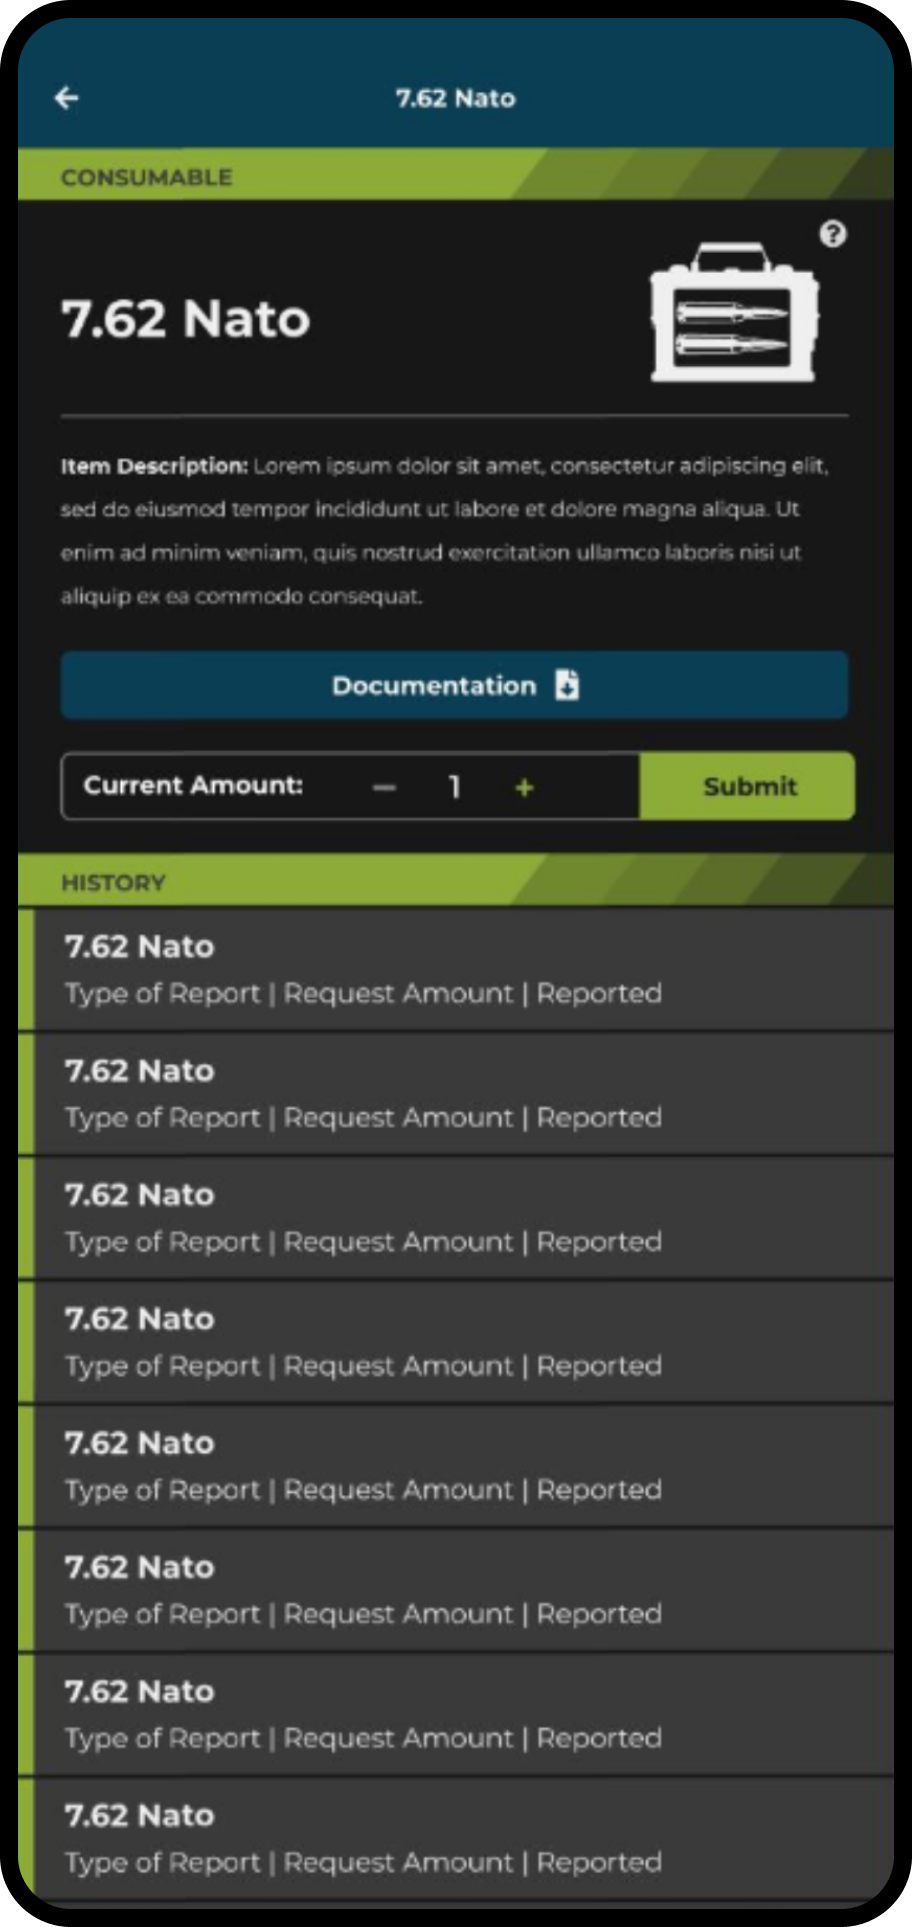 7.62 Nato
CONSUMABLE
7.62 Nato
Item Description: Lorem ipsum dolor sit amet, consectetur adipiscing elit,
sed do eiusmod tempor incididunt ut labore et dolore magna aliqua. Ut
enim ad minim veniam, quis nostrud exercitation ullamco laboris nisi ut
aliquip ex ea commodo consequat.
Documentation
Current Amount: — 1 + Submit
HISTORY
7.62 Nato
Type of Report | Request Amount | Reported
7.62 Nato
Type of Report | Request Amount | Reported
7.62 Nato
Type of Report | Request Amount | Reported
7.62 Nato
Type of Report | Request Amount | Reported
7.62 Nato
Type of Report | Request Amount | Reported
7.62 Nato
Type of Report | Request Amount | Reported
7.62 Nato
Type of Report | Request Amount | Reported
7.62 Nato
Type of Report | Request Amount | Reported